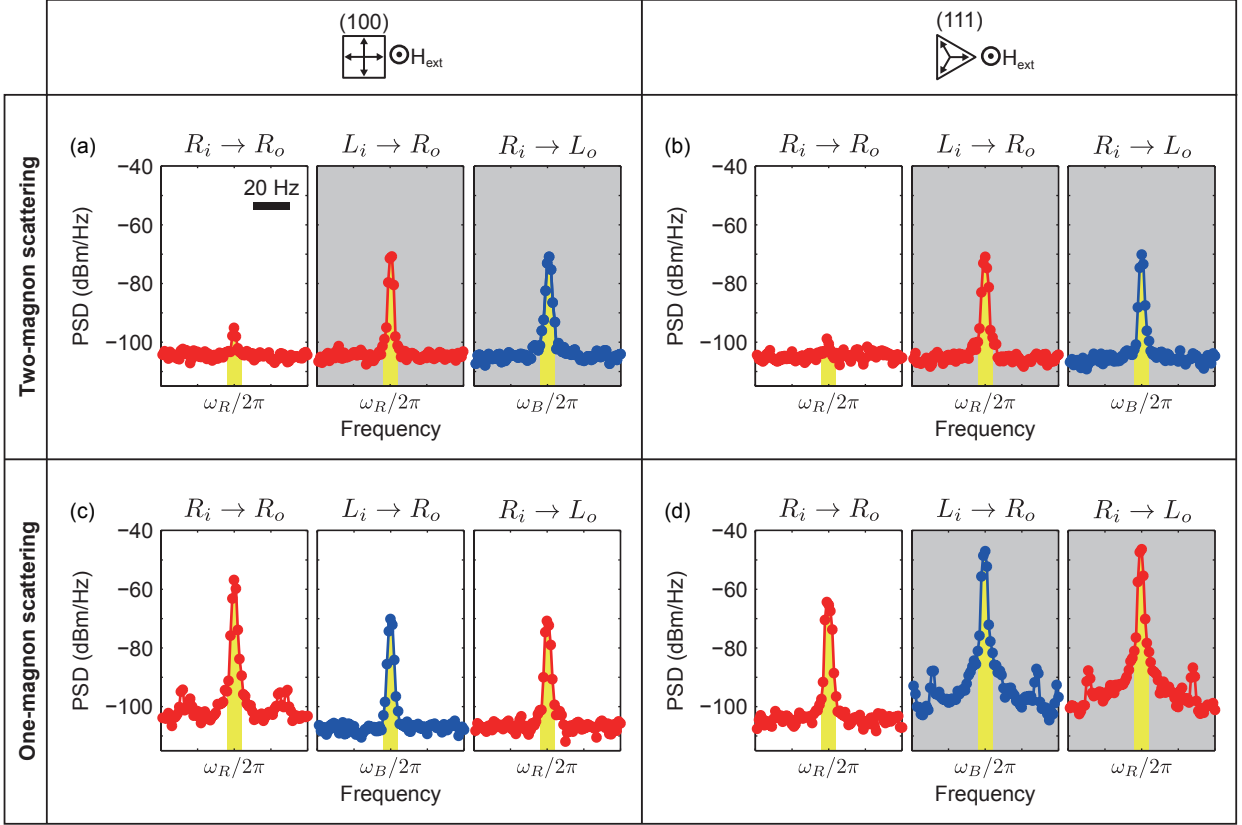 (100)
H_ext
(111)
H_ext
Two-magnon scattering
(a)
R_i → R_o
L_i → R_o
R_i → L_o
20 Hz
PSD (dBm/Hz)
−40
−60
−80
−100
ω_R/2π
ω_R/2π
ω_B/2π
Frequency
(b)
R_i → R_o
L_i → R_o
R_i → L_o
PSD (dBm/Hz)
−40
−60
−80
−100
ω_R/2π
ω_R/2π
ω_B/2π
Frequency
One-magnon scattering
(c)
R_i → R_o
L_i → R_o
R_i → L_o
PSD (dBm/Hz)
−40
−60
−80
−100
ω_R/2π
ω_B/2π
ω_R/2π
Frequency
(d)
R_i → R_o
L_i → R_o
R_i → L_o
PSD (dBm/Hz)
−40
−60
−80
−100
ω_R/2π
ω_B/2π
ω_R/2π
Frequency